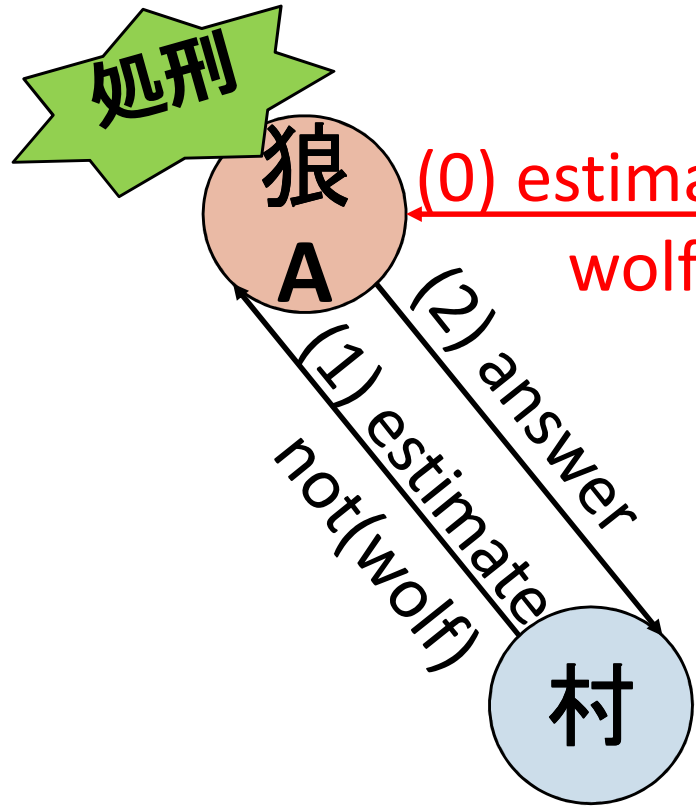 処刑
狼
A
(0) estima
wolf
(2) answer
(1) estimate
not(wolf)
村